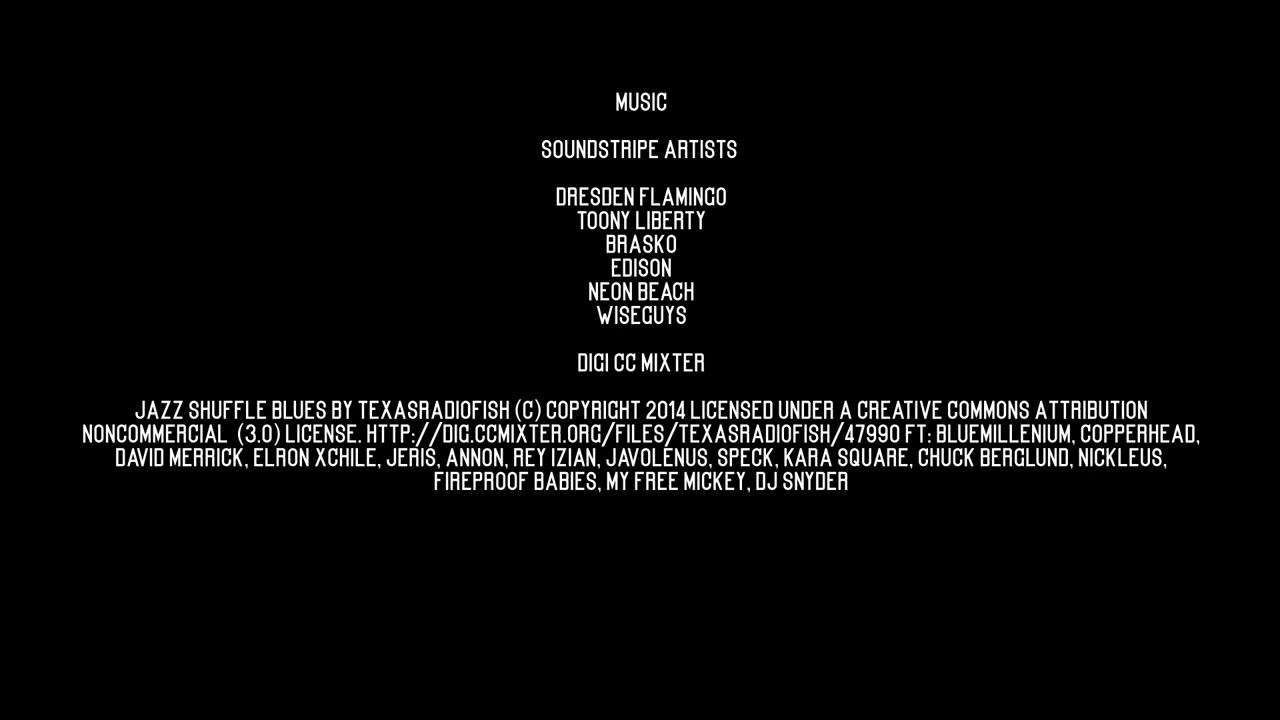 MUSIC
SOUNDSTRIPE ARTISTS
DRESDEN FLAMINGO
TOONY LIBERTY
BRASKO
EDISON
NEON BEACH
WISEGUYS
DIGI CC MIXTER
JAZZ SHUFFLE BLUES BY TEXASRADIOFISH (C) COPYRIGHT 2014 LICENSED UNDER A CREATIVE COMMONS ATTRIBUTION
NONCOMMERCIAL (3.0) LICENSE. HTTP://DIG.CCMIXTER.ORG/FILES/TEXASRADIOFISH/47990 FT: BLUEMILLENIUM, COPPERHEAD,
DAVID MERRICK, ELRON XCHILE, JERIS, ANNON, REY IZIAN, JAVOLENUS, SPECK, KARA SQUARE, CHUCK BERGLUND, NICKLEUS,
FIREPROOF BABIES, MY FREE MICKEY, DJ SNYDER